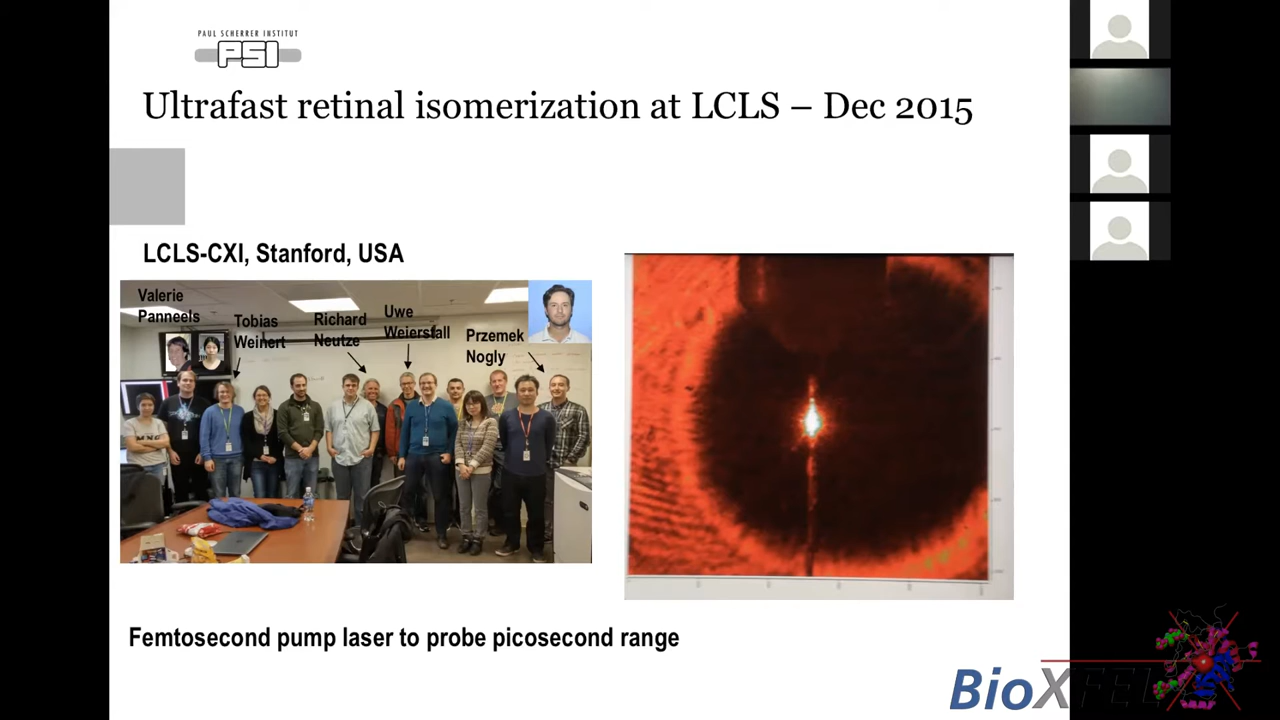 PAUL SCHERRER INSTITUT
PSI
Ultrafast retinal isomerization at LCLS – Dec 2015
LCLS-CXI, Stanford, USA
Valerie
Panneels
Tobias
Weinert
Richard
Neutze
Uwe
Weierstall
Przemek
Nogly
Femtosecond pump laser to probe picosecond range
BioXFEL